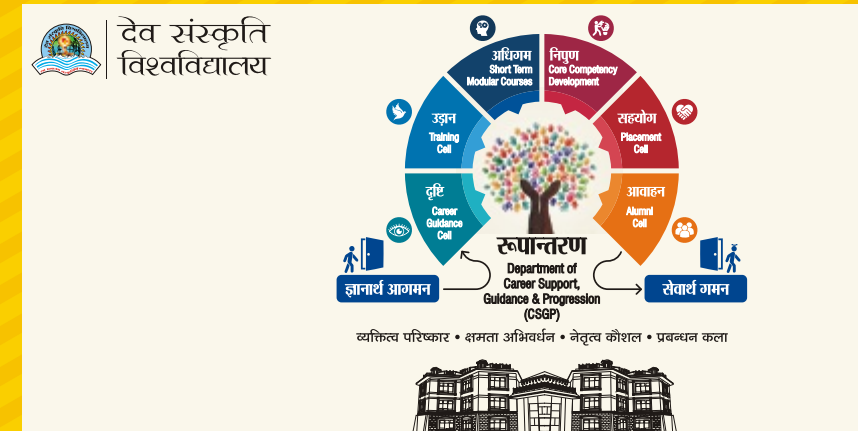 देव संस्कृति
विश्वविद्यालय
अधिगम
Short Term
Modular Courses
निपुण
Core Competency
Development
उड़ान
Training
Cell
सहयोग
Placement
Cell
दृष्टि
Career
Guidance
Cell
आवाहन
Alumni
Cell
रूपान्तरण
Department of
Career Support,
Guidance & Progression
(CSGP)
ज्ञानार्थ आगमन
सेवार्थ गमन
व्यक्तित्व परिष्कार • क्षमता अभिवर्धन • नेतृत्व कौशल • प्रबन्धन कला